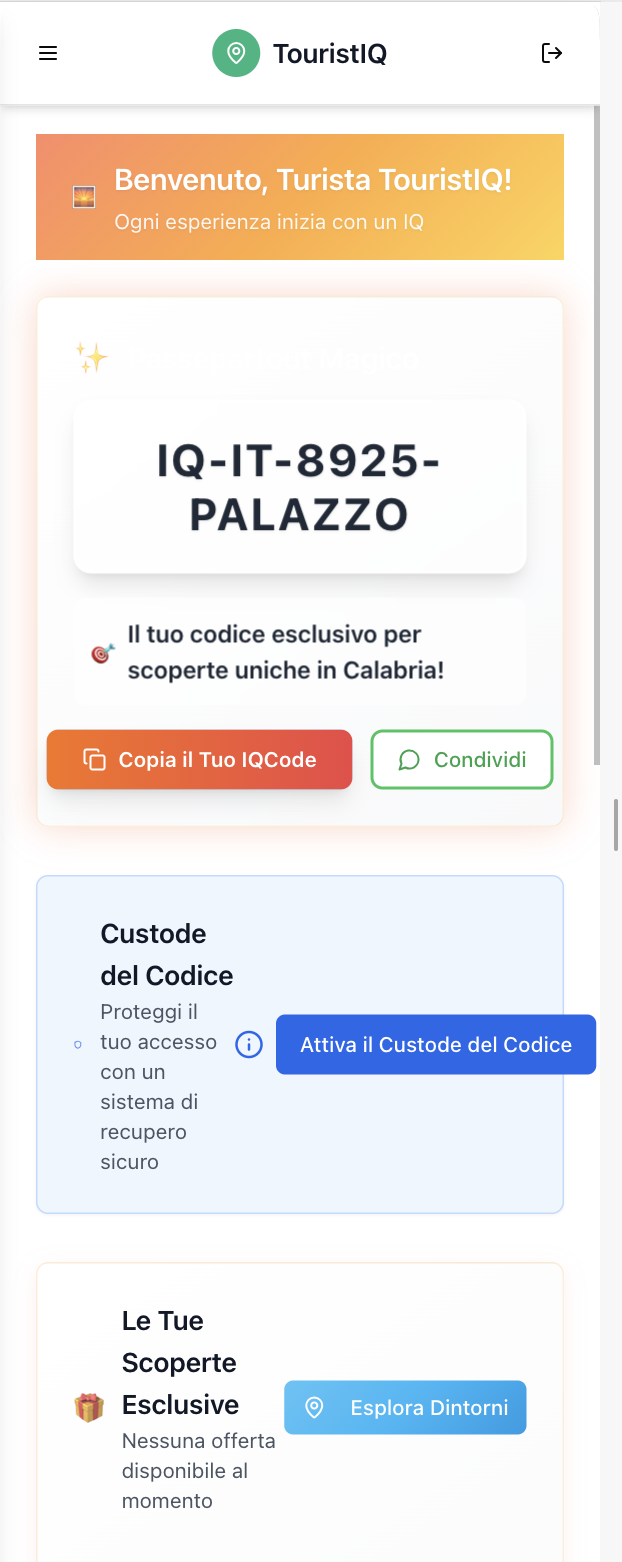 TouristIQ
Benvenuto, Turista TouristIQ!
Ogni esperienza inizia con un IQ
Magico
IQ-IT-8925-
PALAZZO
Il tuo codice esclusivo per
scoperte uniche in Calabria!
Copia il Tuo IQCode
Condividi
Custode
del Codice
Proteggi il
tuo accesso
con un
sistema di
recupero
sicuro
Attiva il Custode del Codice
Le Tue
Scoperte
Esclusive
Nessuna offerta
disponibile al
momento
Esplora Dintorni